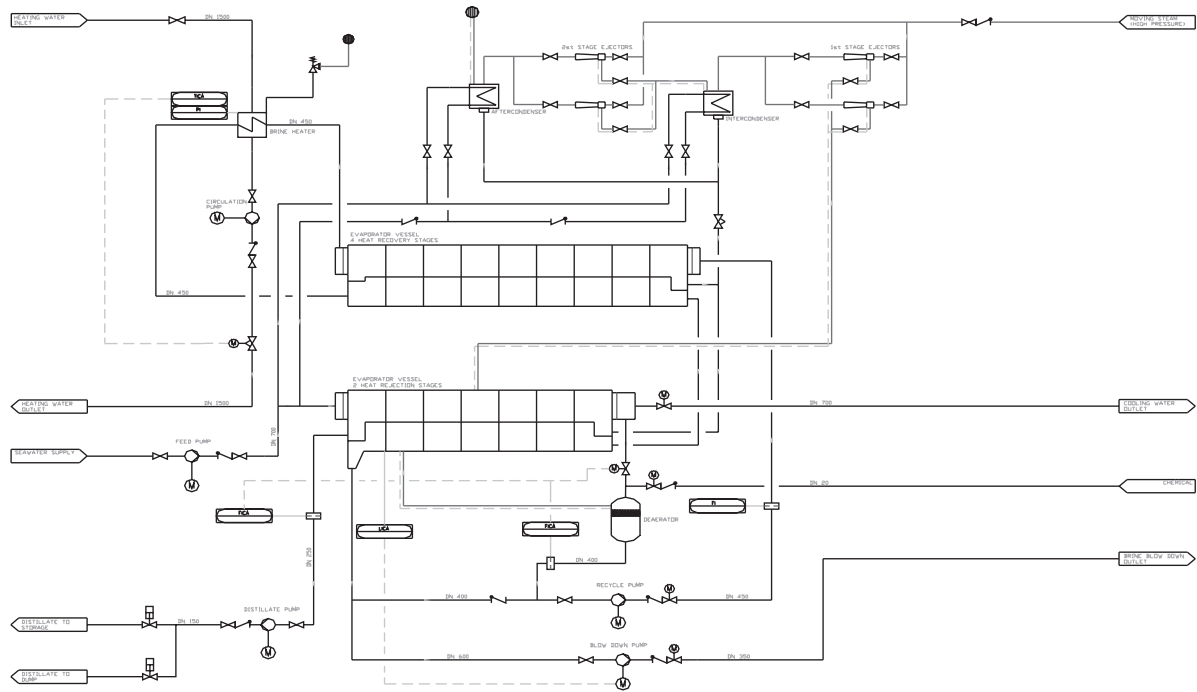 HEATING WATER
INLET
DN 1500
MOVING STEAM
(HIGH PRESSURE)
2st STAGE EJECTORS
1st STAGE EJECTORS
TICA
PI
BRINE HEATER
DN 450
AFTERCONDENSER
INTERCONDENSER
CIRCULATION
PUMP
M
EVAPORATOR VESSEL
4 HEAT RECOVERY STAGES
DN 450
M
EVAPORATOR VESSEL
2 HEAT REJECTION STAGES
M
HEATING WATER
OUTLET
DN 1500
DN 700
COOLING WATER
OUTLET
DN 700
FEED PUMP
SEAWATER SUPPLY
M
M
M
DN 20
CHEMICAL
FICA
LICA
FICA
DEAERATOR
FI
DN 250
DN 400
BRINE BLOW DOWN
OUTLET
RECYCLE PUMP
M
DN 400
DN 450
M
DISTILLATE PUMP
DISTILLATE TO
STORAGE
DN 150
M
BLOW DOWN PUMP
M
DN 600
DN 350
DISTILLATE TO
DUMP
M